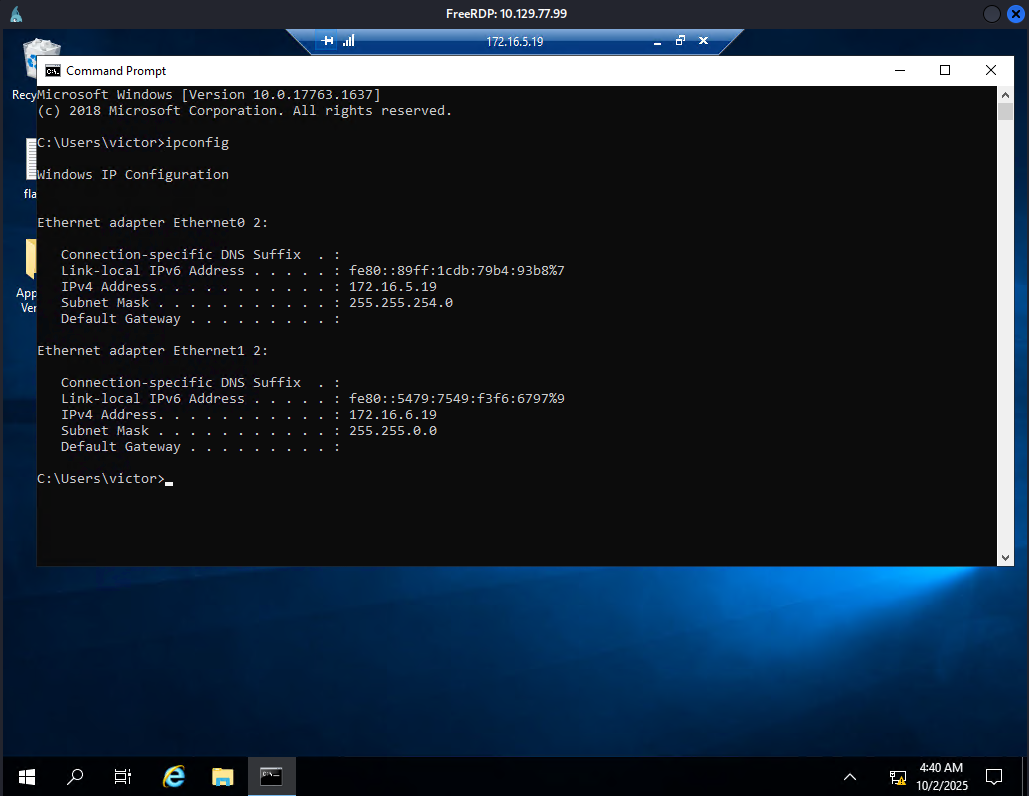 FreeRDP: 10.129.77.99
172.16.5.19
Command Prompt
Recy
Microsoft Windows [Version 10.0.17763.1637]
(c) 2018 Microsoft Corporation. All rights reserved.
C:\Users\victor>ipconfig
Windows IP Configuration
fla
Ethernet adapter Ethernet0 2:
   Connection-specific DNS Suffix  . :
   Link-local IPv6 Address . . . . . : fe80::89ff:1cdb:79b4:93b8%7
   IPv4 Address. . . . . . . . . . . : 172.16.5.19
   Subnet Mask . . . . . . . . . . . : 255.255.254.0
   Default Gateway . . . . . . . . . :
App
Ver
Ethernet adapter Ethernet1 2:
   Connection-specific DNS Suffix  . :
   Link-local IPv6 Address . . . . . : fe80::5479:7549:f3f6:6797%9
   IPv4 Address. . . . . . . . . . . : 172.16.6.19
   Subnet Mask . . . . . . . . . . . : 255.255.0.0
   Default Gateway . . . . . . . . . :
C:\Users\victor>
4:40 AM
10/2/2025